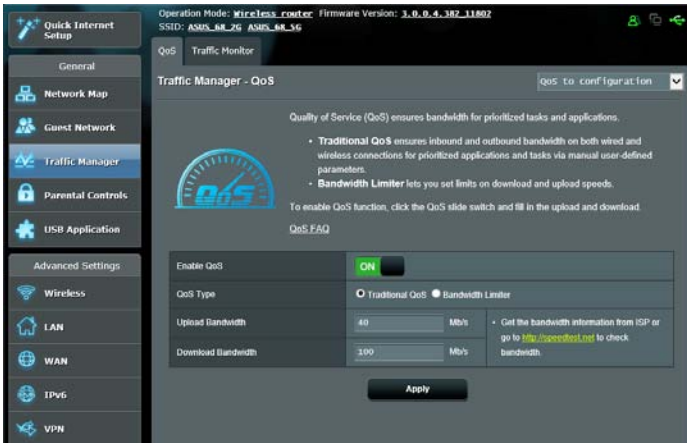 Quick Internet
Setup
General
Network Map
Guest Network
Traffic Manager
Parental Controls
USB Application
Advanced Settings
Wireless
LAN
WAN
IPv6
VPN
Operation Mode: Wireless router Firmware Version: 3.0.0.4.382_11802
SSID: ASUS_68_2G ASUS_68_5G
QoS Traffic Monitor
Traffic Manager - QoS
QoS to configuration
Quality of Service (QoS) ensures bandwidth for prioritized tasks and applications.
• Traditional QoS ensures inbound and outbound bandwidth on both wired and
wireless connections for prioritized applications and tasks via manual user-defined
parameters.
• Bandwidth Limiter lets you set limits on download and upload speeds.
To enable QoS function, click the QoS slide switch and fill in the upload and download.
QoS FAQ
QoS
Enable QoS ON
QoS Type Traditional QoS Bandwidth Limiter
Upload Bandwidth 40 Mb/s
Download Bandwidth 100 Mb/s
• Get the bandwidth information from ISP or
go to http://speedtest.net to check
bandwidth.
Apply